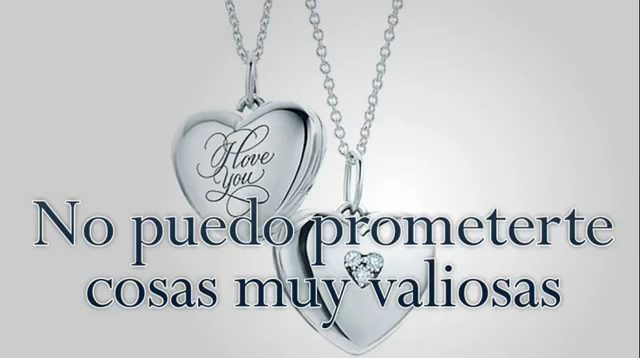 I love
You
No puedo prometerte
cosas muy valiosas